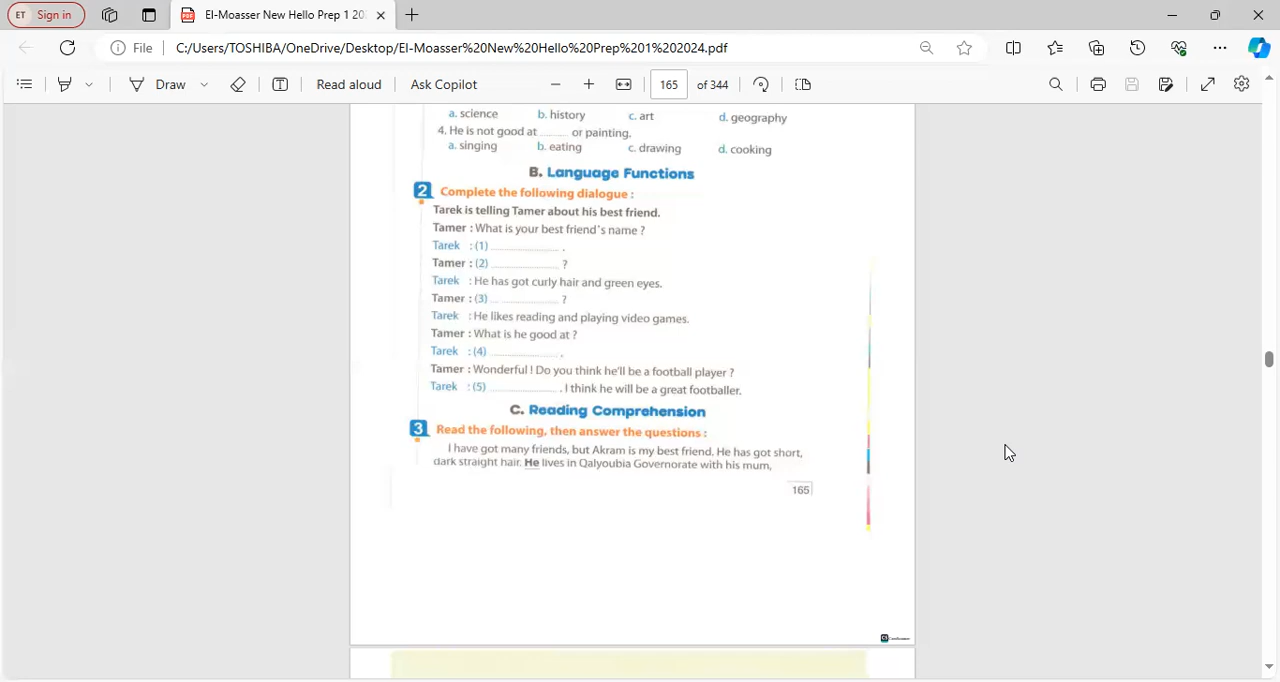 ET Sign in
El-Moasser New Hello Prep 1 20
File C:/Users/TOSHIBA/OneDrive/Desktop/El-Moasser%20New%20Hello%20Prep%201%202024.pdf
Draw Read aloud Ask Copilot 165 of 344
a. science b. history c. art d. geography
4. He is not good at ........ or painting.
a. singing b. eating c. drawing d. cooking
B. Language Functions
2 Complete the following dialogue :
Tarek is telling Tamer about his best friend.
Tamer : What is your best friend's name ?
Tarek : (1) .................... .
Tamer : (2) .................... ?
Tarek : He has got curly hair and green eyes.
Tamer : (3) .................... ?
Tarek : He likes reading and playing video games.
Tamer : What is he good at ?
Tarek : (4) .................... .
Tamer : Wonderful ! Do you think he'll be a football player ?
Tarek : (5) .................... . I think he will be a great footballer.
C. Reading Comprehension
3 Read the following, then answer the questions :
I have got many friends, but Akram is my best friend. He has got short,
dark straight hair. He lives in Qalyoubia Governorate with his mum,
165
CS CamScanner